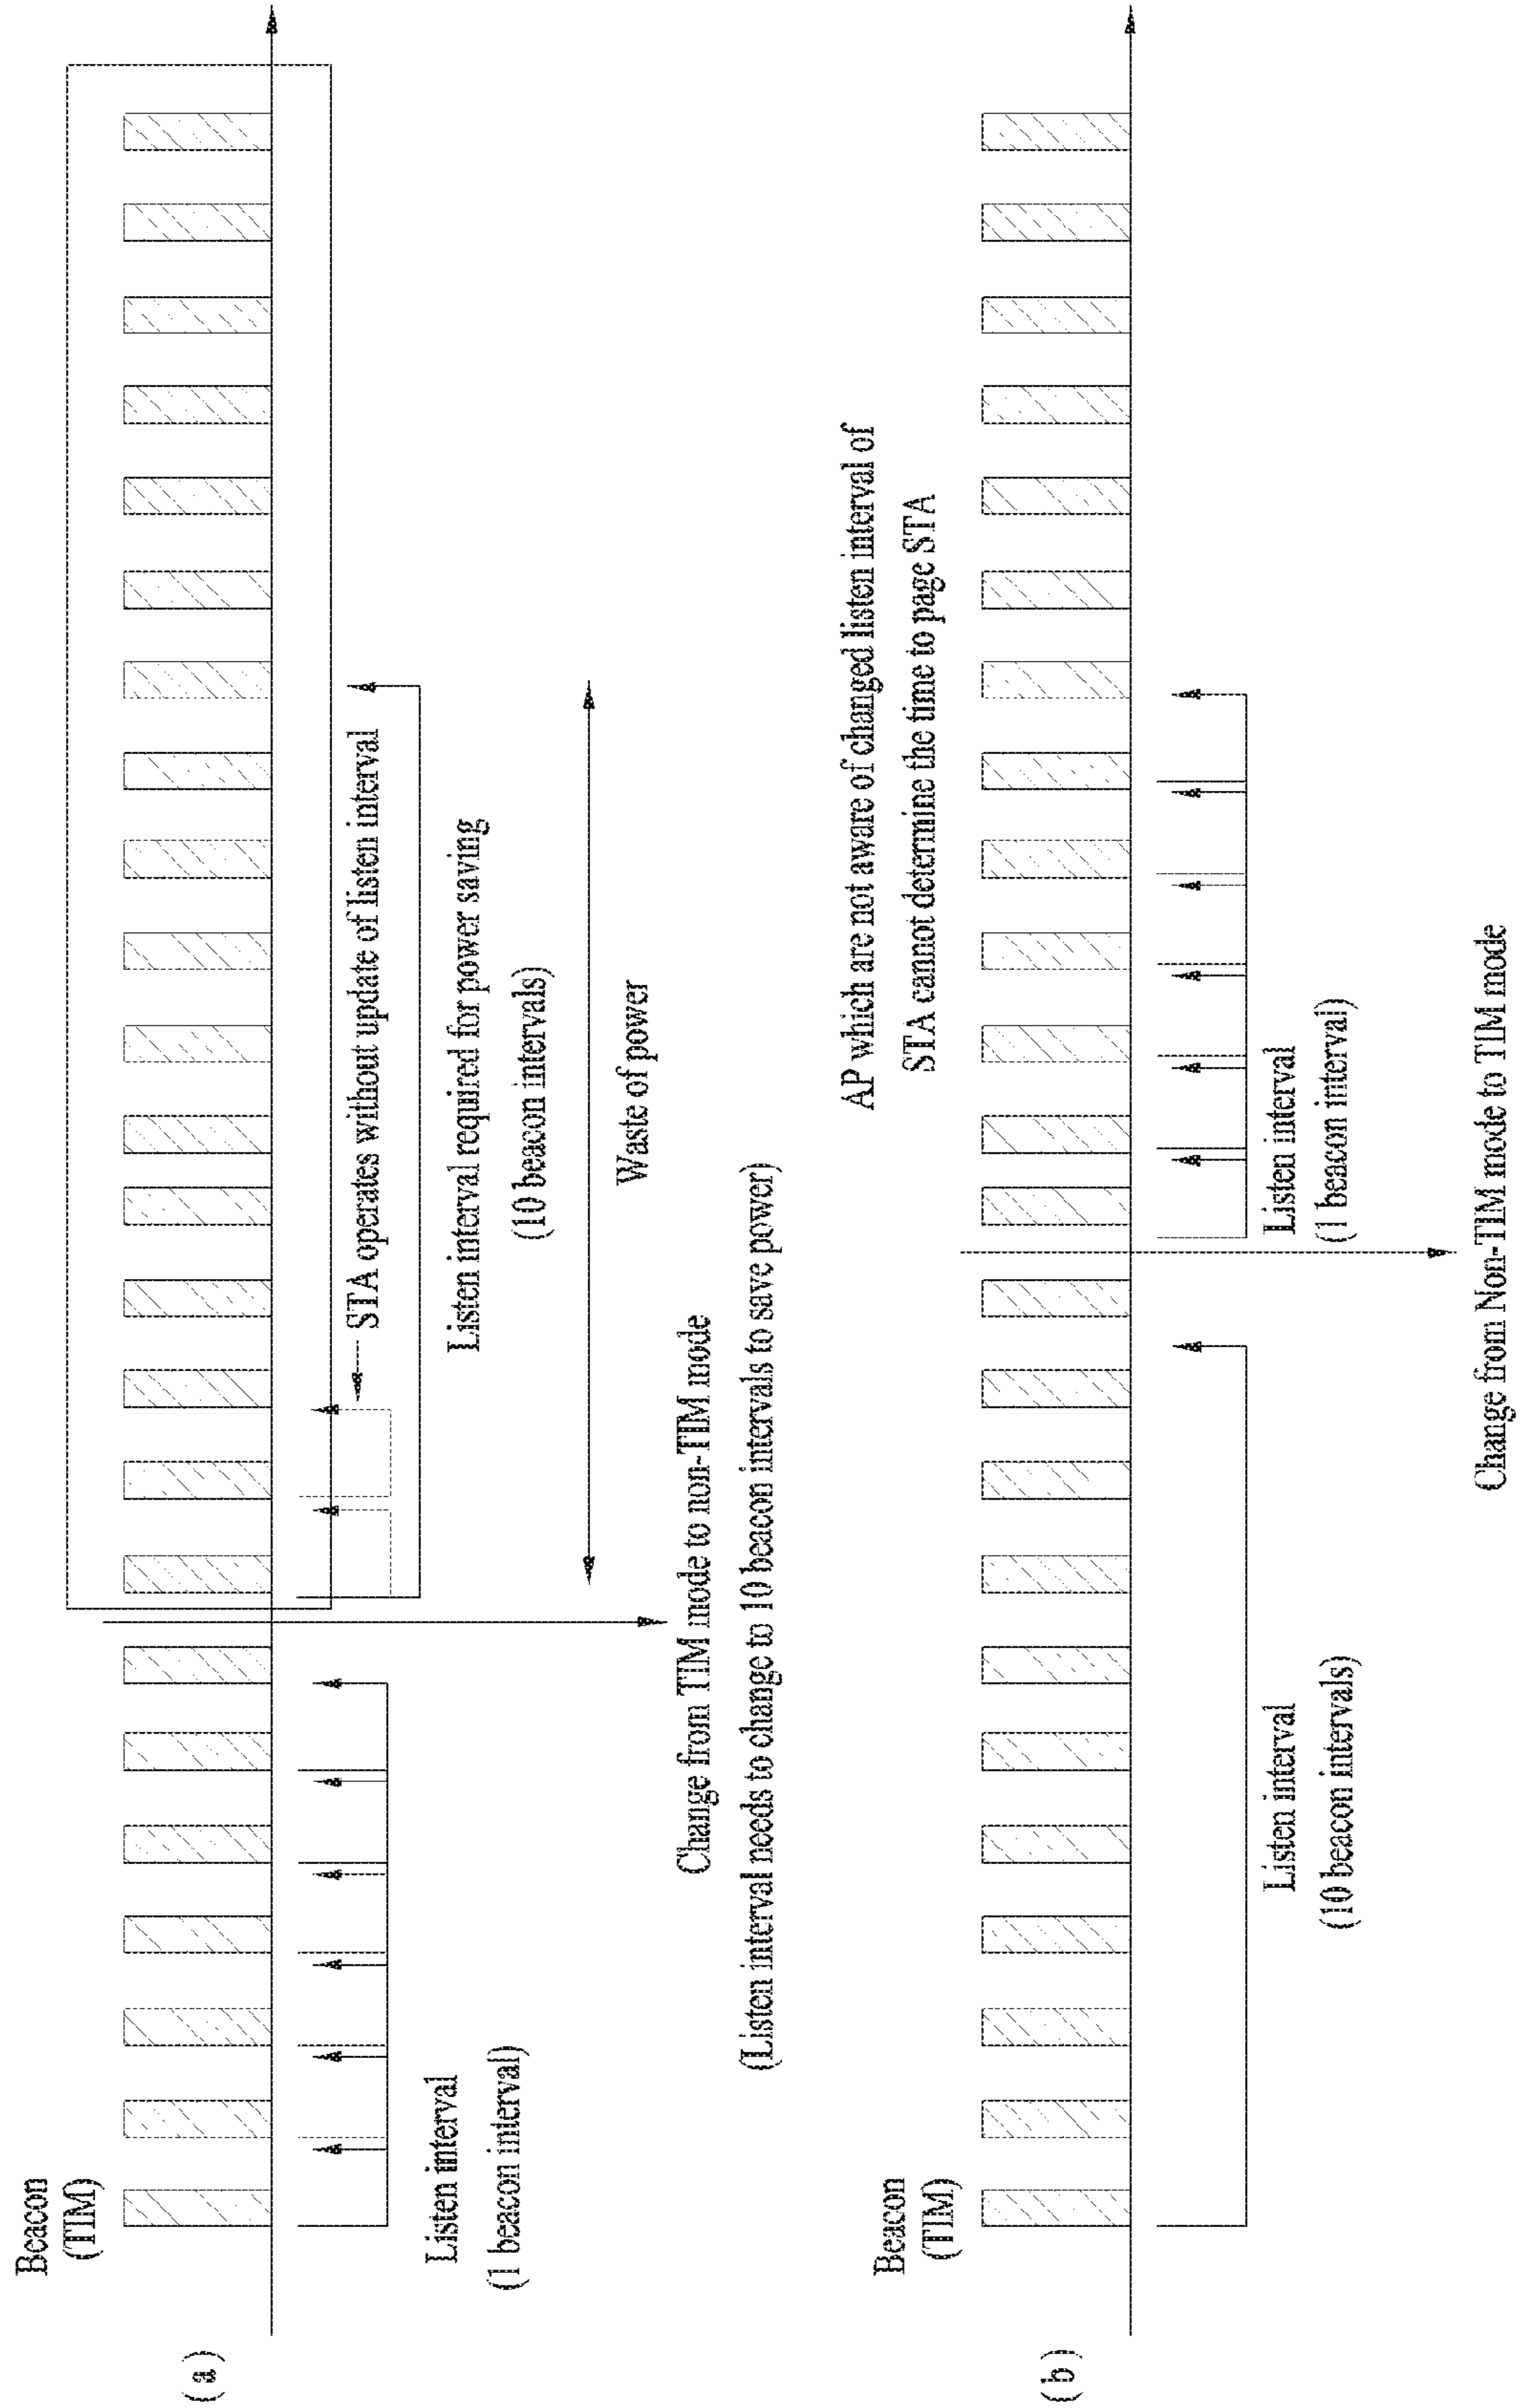 ( a )
Beacon
(TIM)
Listen interval
(1 beacon interval)
STA operates without update of listen interval
Listen interval required for power saving
(10 beacon intervals)
Waste of power
Change from TIM mode to non-TIM mode
(Listen interval needs to change to 10 beacon intervals to save power)
( b )
Beacon
(TIM)
AP which are not aware of changed listen interval of
STA cannot determine the time to page STA
Listen interval
(10 beacon intervals)
Listen interval
(1 beacon interval)
Change from Non-TIM mode to TIM mode